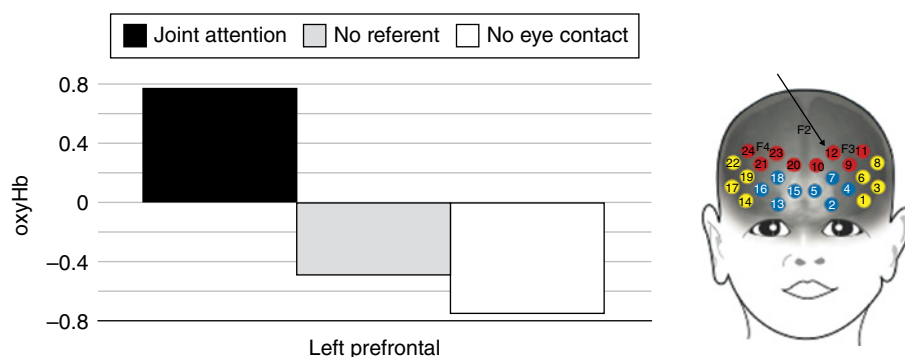 Joint attention No referent No eye contact
0.8
0.4
0
−0.4
−0.8
oxyHb
Left prefrontal
F2
24 F4 23 12 F3 11
22 21 20 10 9 8
19 18 7 6
17 16 15 5 4 3
14 13 2 1